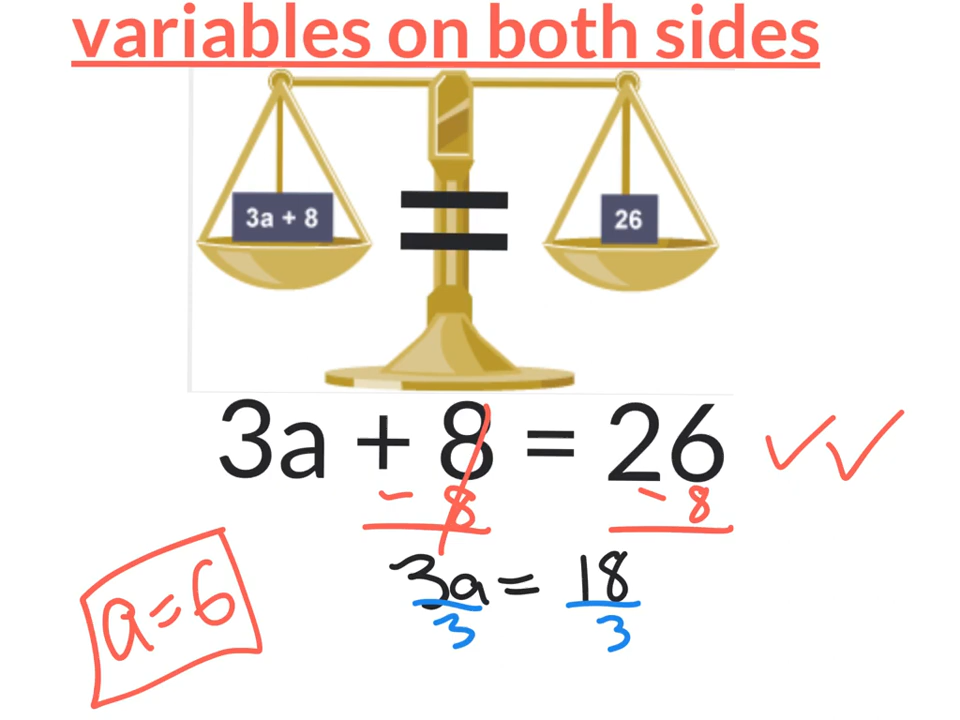 variables on both sides
3a + 8 = 26
3a + 8 = 26
- 8 - 8
3a = 18
3 3
a = 6